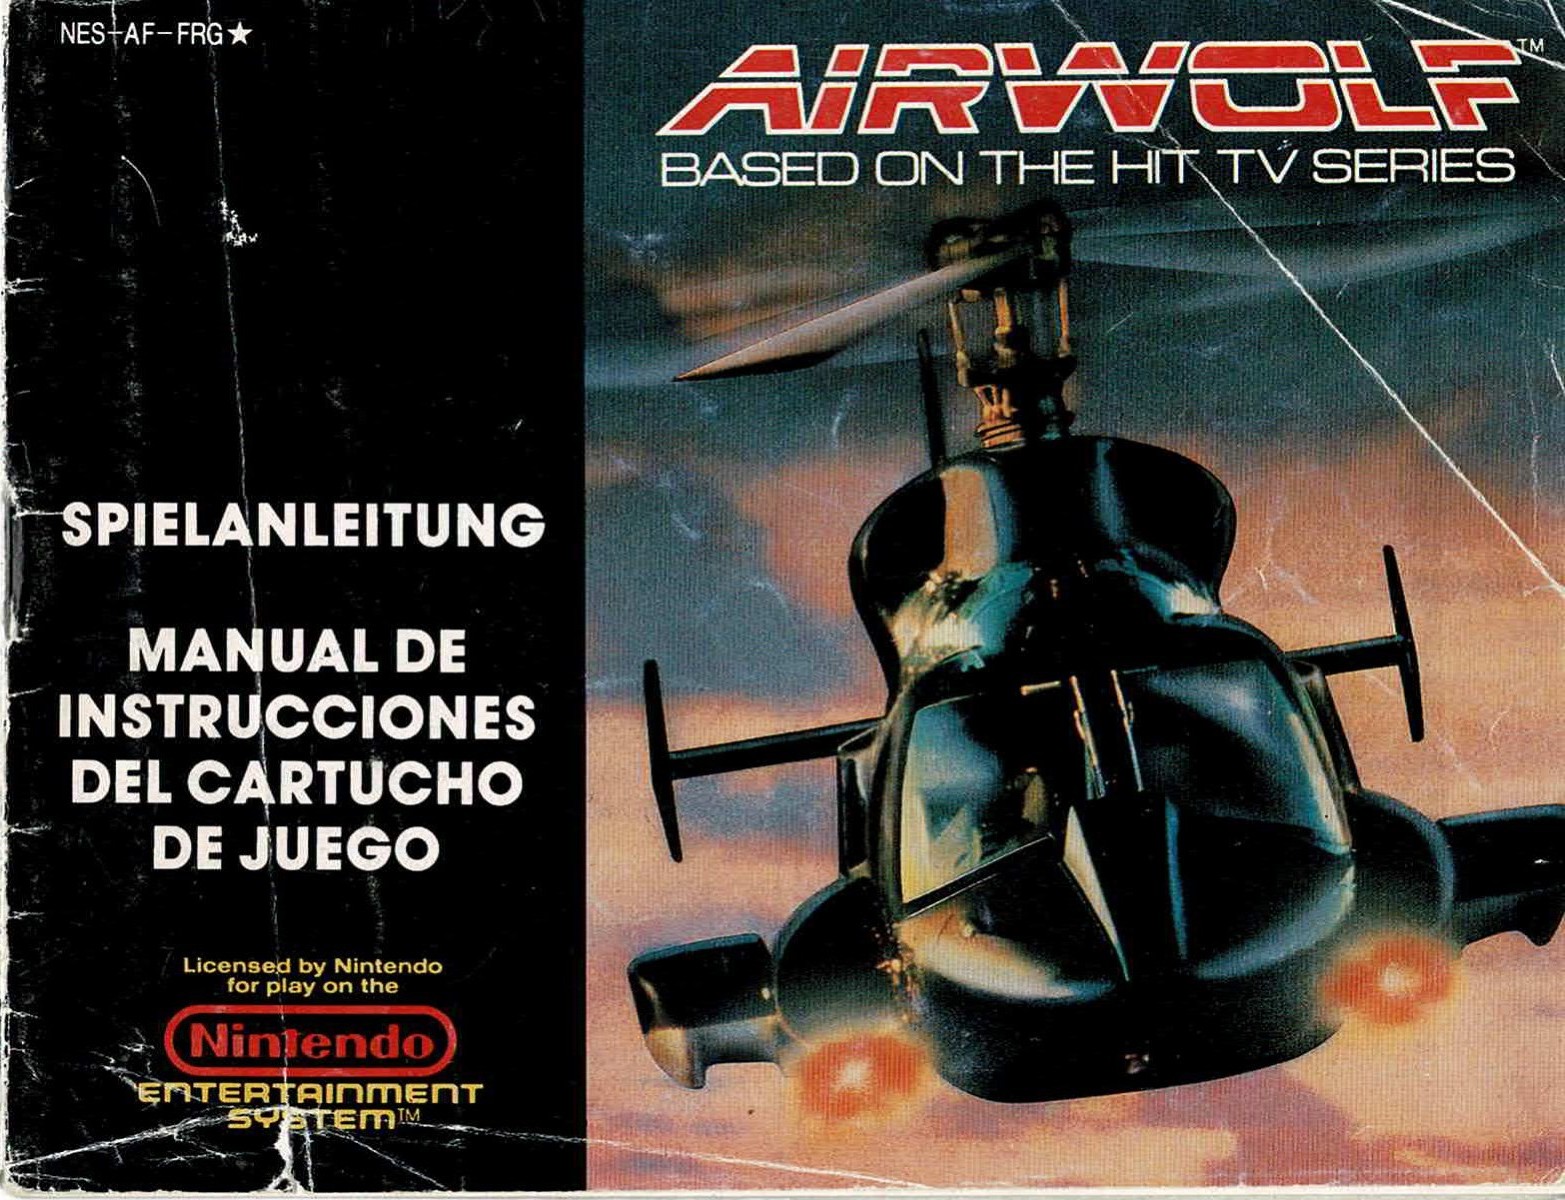 NES-AF-FRG★
AIRWOLF™
BASED ON THE HIT TV SERIES
SPIELANLEITUNG
MANUAL DE
INSTRUCCIONES
DEL CARTUCHO
DE JUEGO
Licensed by Nintendo
for play on the
Nintendo
ENTERTAINMENT
SYSTEM™